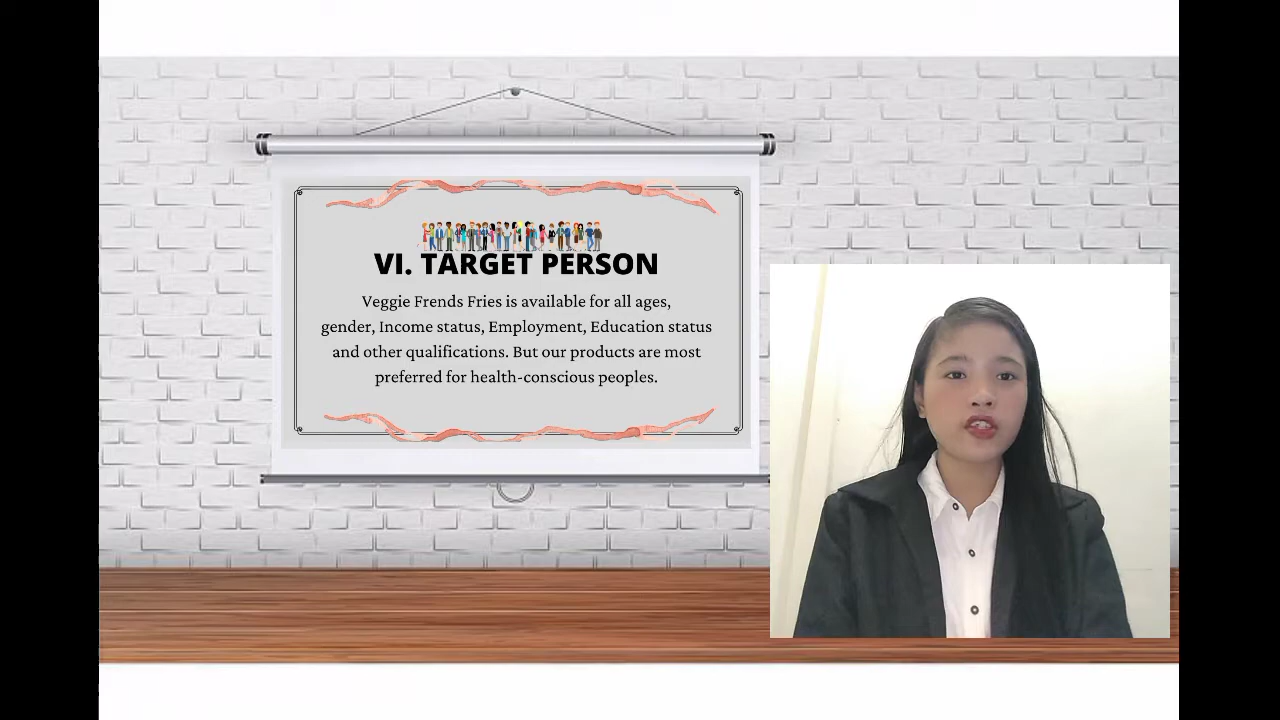 VI. TARGET PERSON
Veggie Frends Fries is available for all ages,
gender, Income status, Employment, Education status
and other qualifications. But our products are most
preferred for health-conscious peoples.